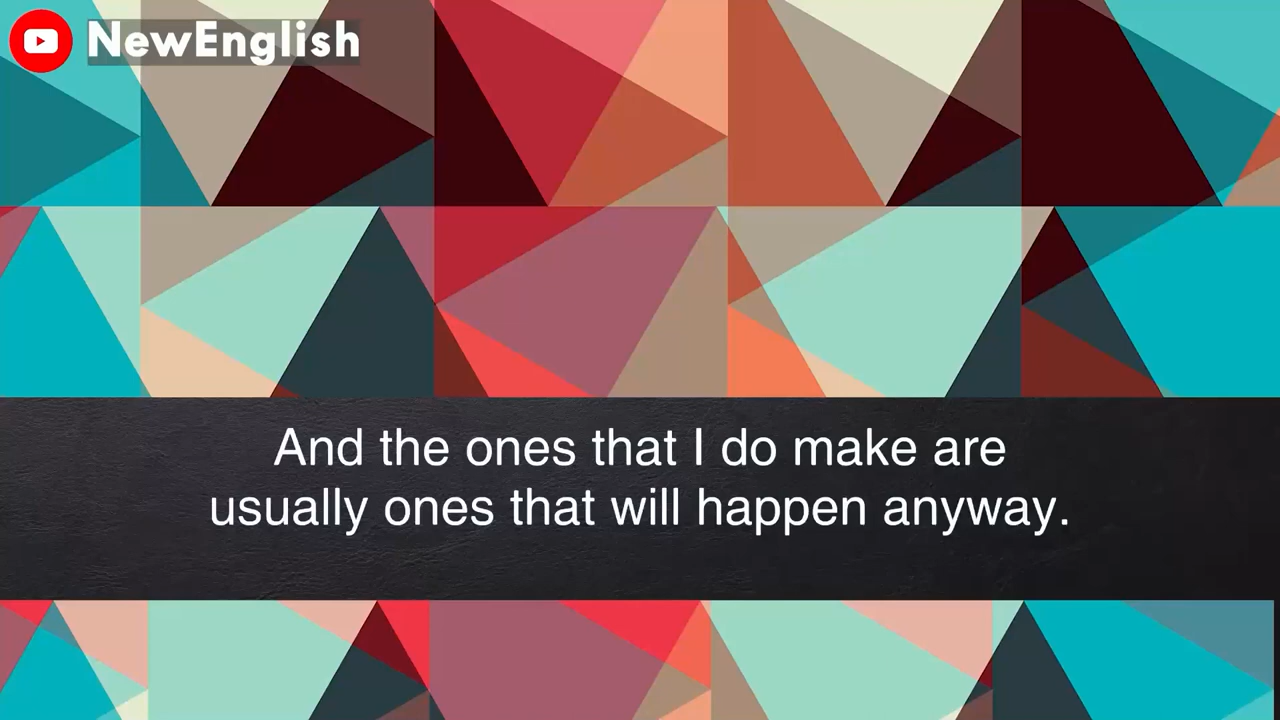 NewEnglish
And the ones that I do make are
usually ones that will happen anyway.